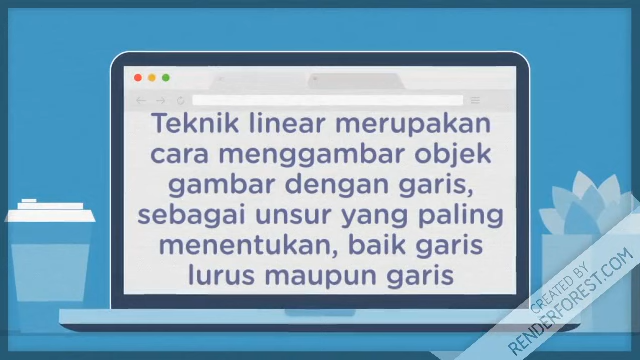 Teknik linear merupakan
cara menggambar objek
gambar dengan garis,
sebagai unsur yang paling
menentukan, baik garis
lurus maupun garis
CREATED BY
RENDERFOREST.COM